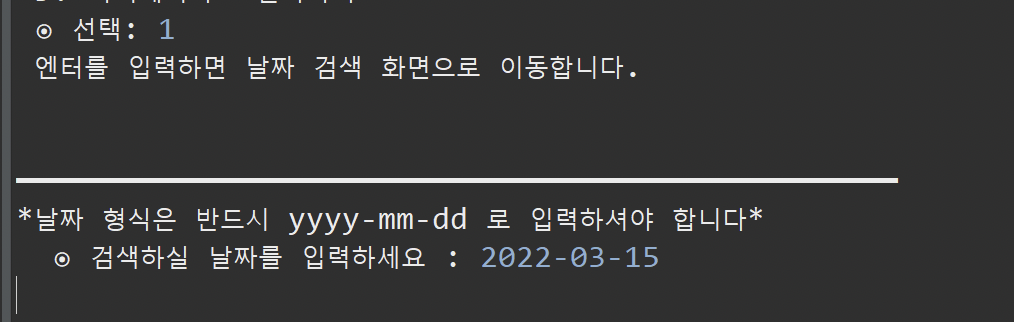 ⊙ 선택: 1
엔터를 입력하면 날짜 검색 화면으로 이동합니다.
*날짜 형식은 반드시 yyyy-mm-dd 로 입력하셔야 합니다*
⊙ 검색하실 날짜를 입력하세요 : 2022-03-15